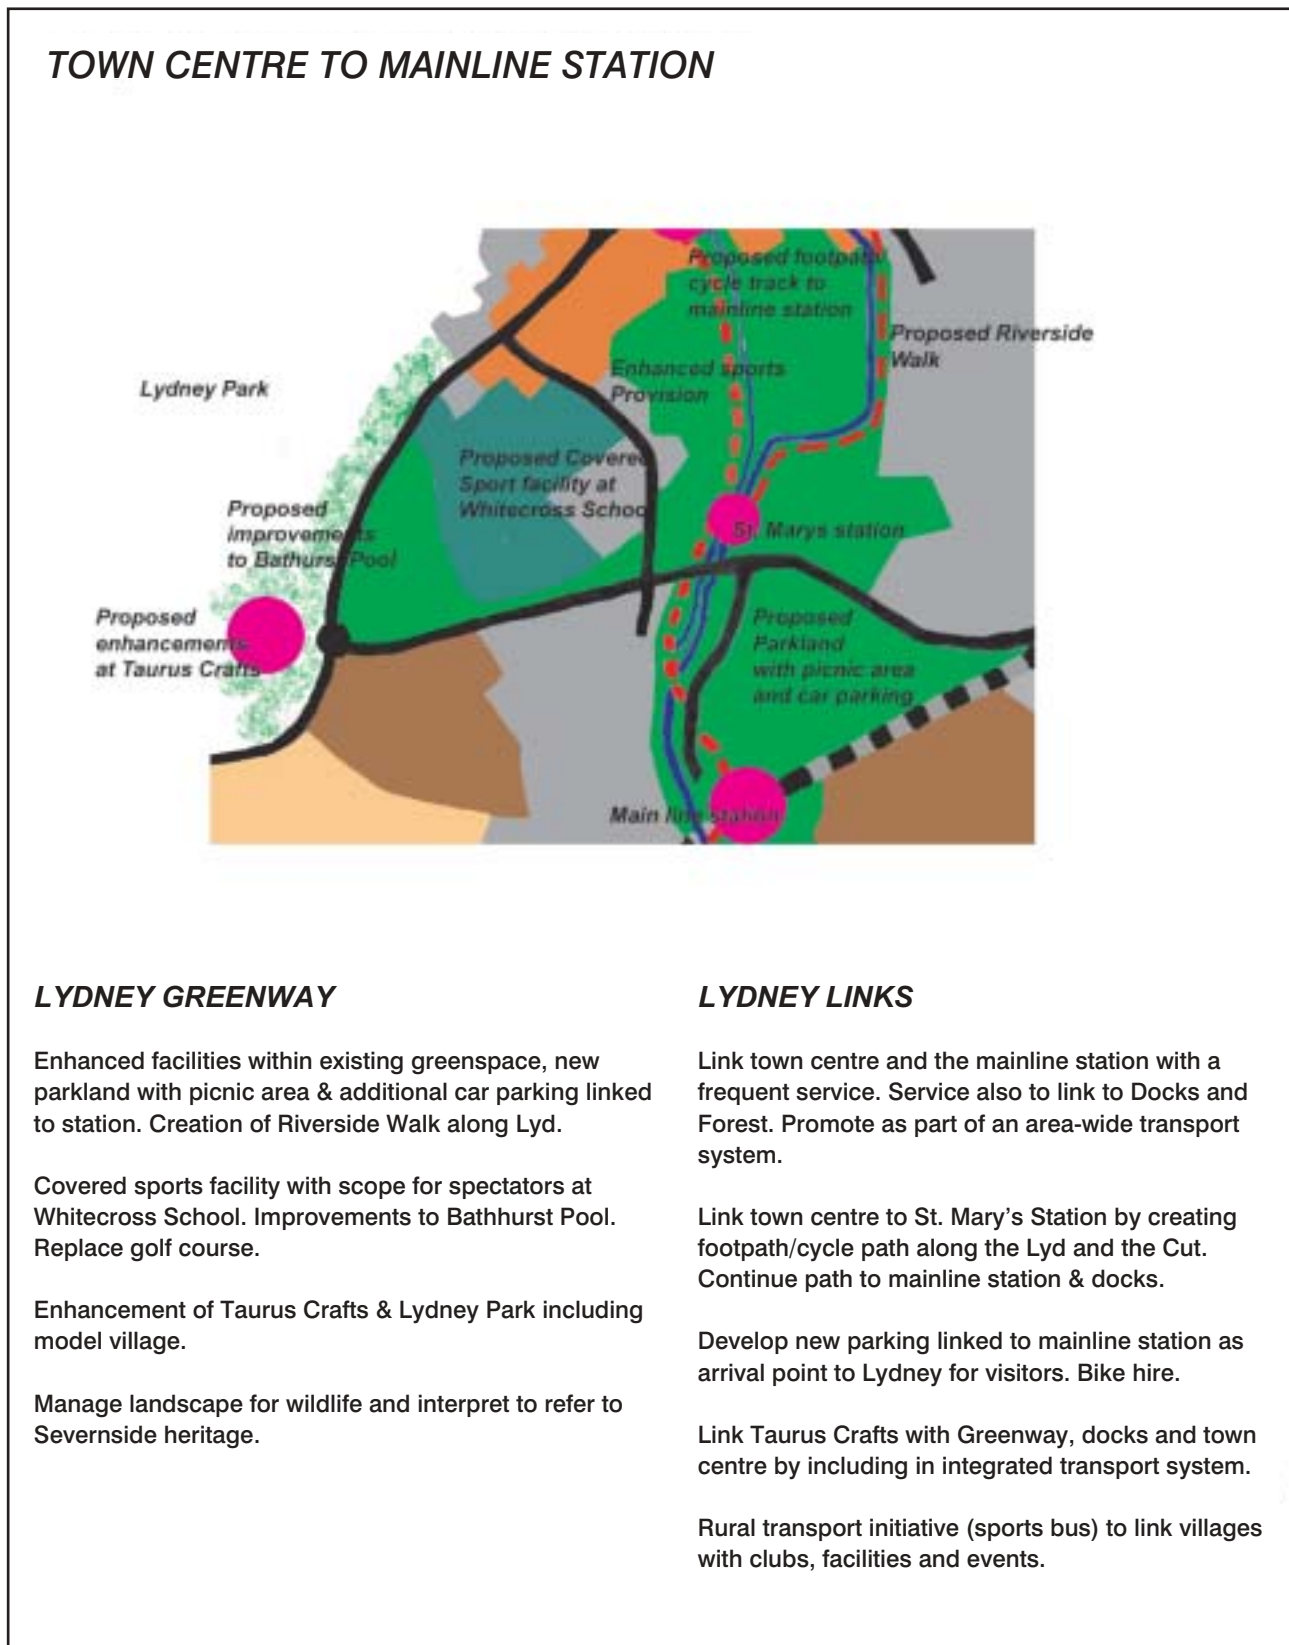 TOWN CENTRE TO MAINLINE STATION
Proposed footpath/
cycle track to
mainline station
Proposed Riverside
Walk
Enhanced sports
Provision
Lydney Park
Proposed Covered
Sport facility at
Whitecross School
Proposed
improvements
to Bathurst Pool
St. Marys station
Proposed
enhancements
at Taurus Crafts
Proposed
Parkland
with picnic area
and car parking
Main line station
LYDNEY GREENWAY
Enhanced facilities within existing greenspace, new
parkland with picnic area & additional car parking linked
to station. Creation of Riverside Walk along Lyd.
Covered sports facility with scope for spectators at
Whitecross School. Improvements to Bathhurst Pool.
Replace golf course.
Enhancement of Taurus Crafts & Lydney Park including
model village.
Manage landscape for wildlife and interpret to refer to
Severnside heritage.
LYDNEY LINKS
Link town centre and the mainline station with a
frequent service. Service also to link to Docks and
Forest. Promote as part of an area-wide transport
system.
Link town centre to St. Mary's Station by creating
footpath/cycle path along the Lyd and the Cut.
Continue path to mainline station & docks.
Develop new parking linked to mainline station as
arrival point to Lydney for visitors. Bike hire.
Link Taurus Crafts with Greenway, docks and town
centre by including in integrated transport system.
Rural transport initiative (sports bus) to link villages
with clubs, facilities and events.